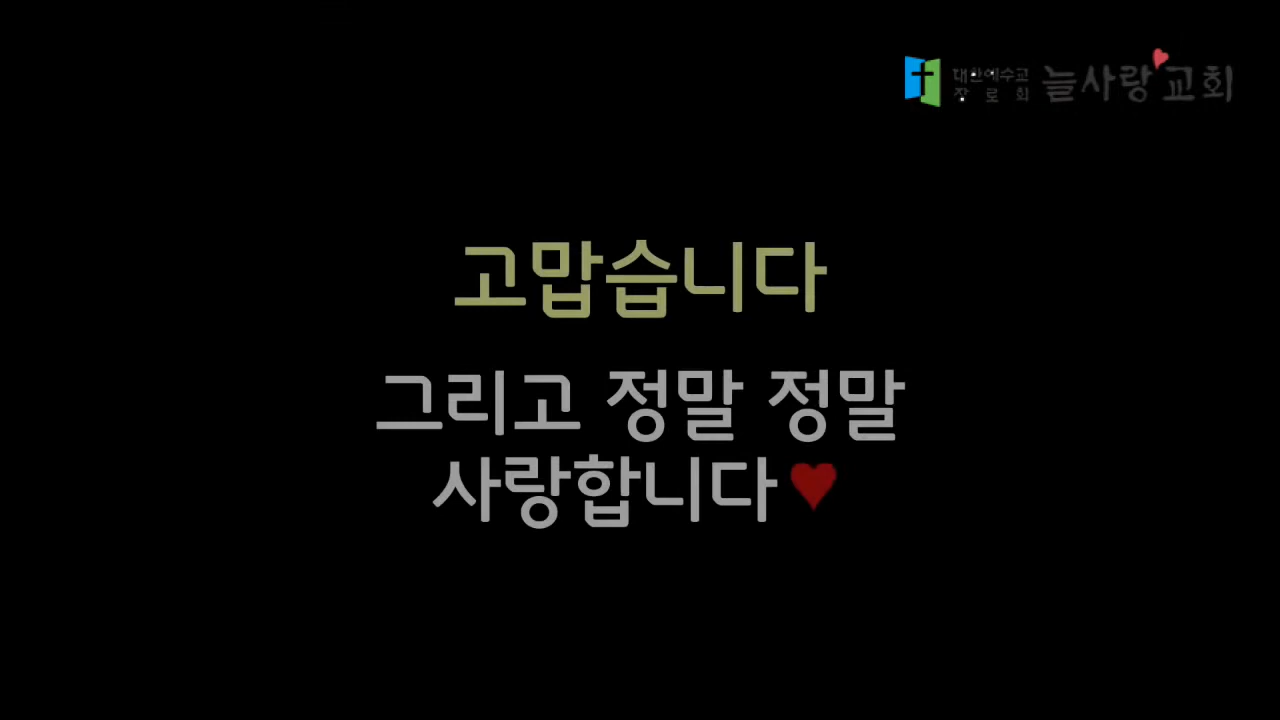 대한예수교
장로회
늘사랑교회
고맙습니다
그리고 정말 정말
사랑합니다♥